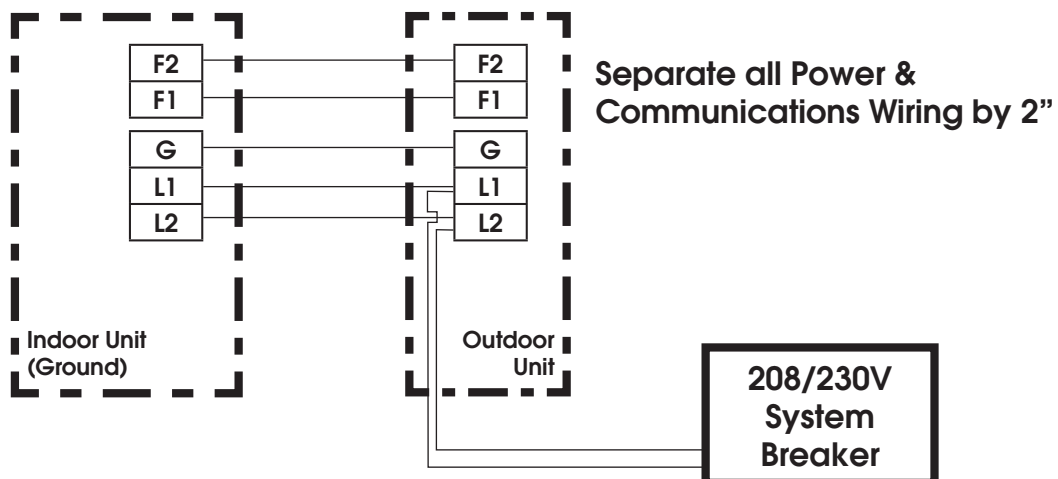 F2
F1
G
L1
L2
F2
F1
G
L1
L2
Separate all Power &
Communications Wiring by 2”
Indoor Unit
(Ground)
Outdoor
Unit
208/230V
System
Breaker